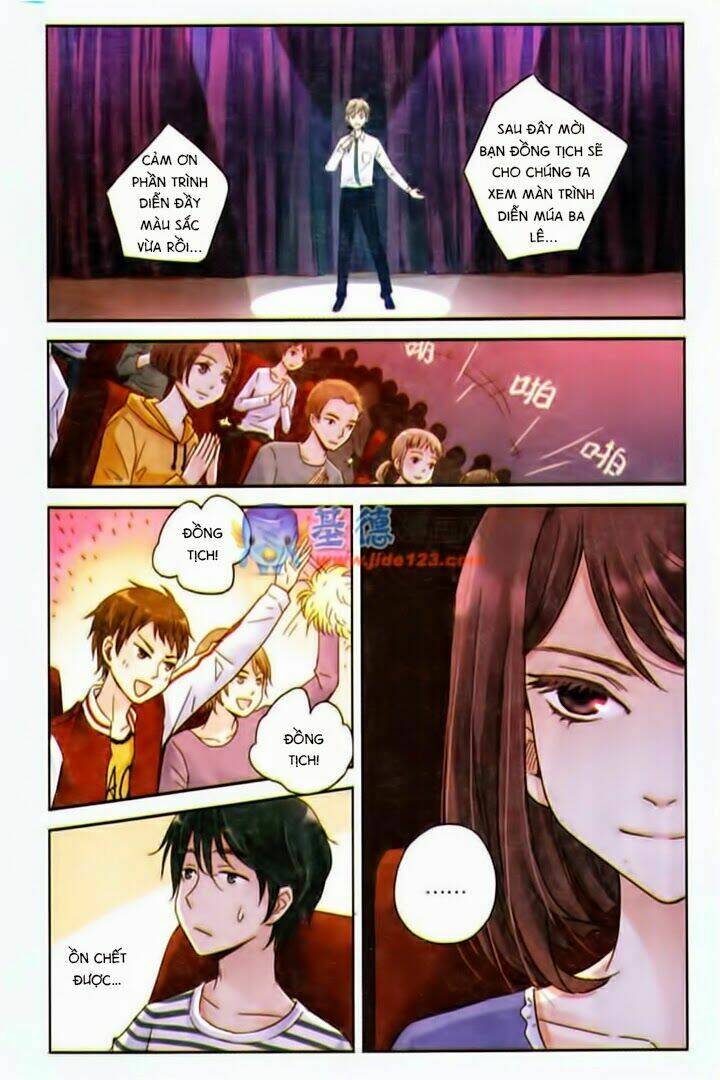 CẢM ƠN
PHẦN TRÌNH
DIỄN ĐẦY
MÀU SẮC
VỪA RỒI...
SAU ĐÂY MỜI
BẠN ĐỒNG TỊCH SẼ
CHO CHÚNG TA
XEM MÀN TRÌNH
DIỄN MÚA BA
LÊ...
啪
啪
啪
基德
www.jide123.com
ĐỒNG
TỊCH!
ĐỒNG
TỊCH!
......
ỒN CHẾT
ĐƯỢC...